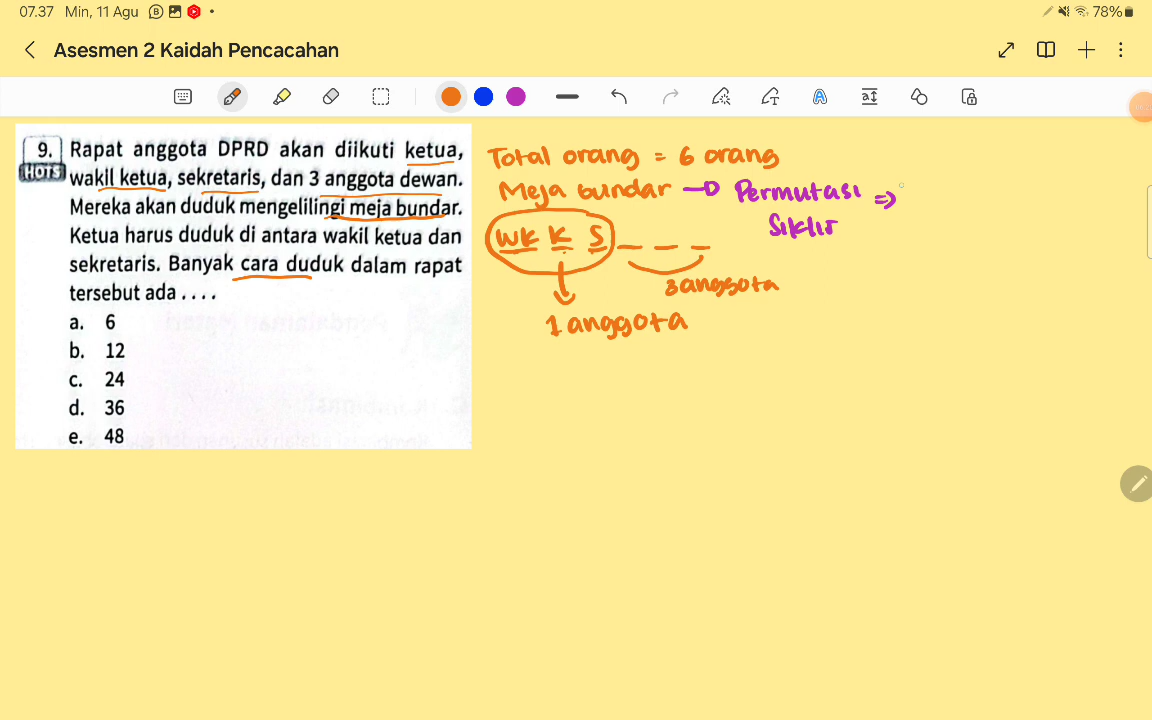 07.37 Min, 11 Agu
78%
Asesmen 2 Kaidah Pencacahan
9. Rapat anggota DPRD akan diikuti ketua,
HOTS wakil ketua, sekretaris, dan 3 anggota dewan.
Mereka akan duduk mengelilingi meja bundar.
Ketua harus duduk di antara wakil ketua dan
sekretaris. Banyak cara duduk dalam rapat
tersebut ada . . . .
a. 6
b. 12
c. 24
d. 36
e. 48
Total orang = 6 orang
Meja bundar → Permutasi ⇒
Siklir
WK K S _ _ _
3 anggota
1 anggota